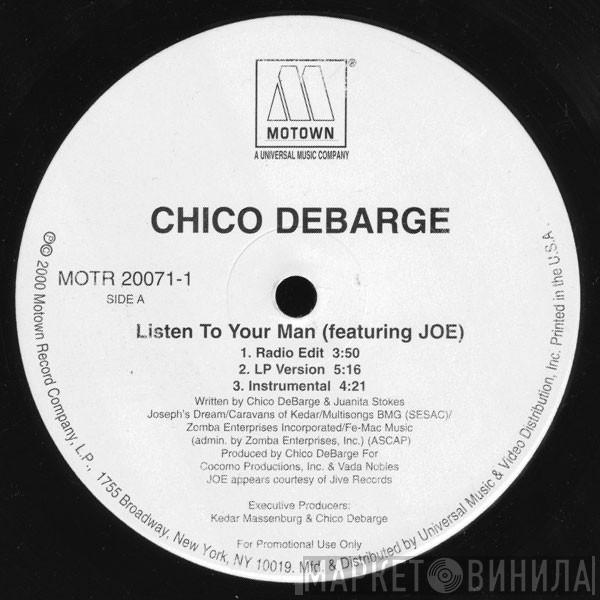 ®
MOTOWN
A UNIVERSAL MUSIC COMPANY
CHICO DEBARGE
MOTR 20071-1
SIDE A
Listen To Your Man (featuring JOE)
1. Radio Edit 3:50
2. LP Version 5:16
3. Instrumental 4:21
Written by Chico DeBarge & Juanita Stokes
Joseph's Dream/Caravans of Kedar/Multisongs BMG (SESAC)/
Zomba Enterprises Incorporated/Fe-Mac Music
(admin. by Zomba Enterprises, Inc.) (ASCAP)
Produced by Chico DeBarge For
Cocomo Productiions, Inc. & Vada Nobles
JOE appears courtesy of Jive Records
Executive Producers:
Kedar Massenburg & Chico Debarge
For Promotional Use Only
℗© 2000 Motown Record Company, L.P., 1755 Broadway, New York, NY 10019. Mfd. & Distributed by Universal Music & Video Distribution, Inc. Printed in the U.S.A.
МАРКЕТ ВИНИЛА